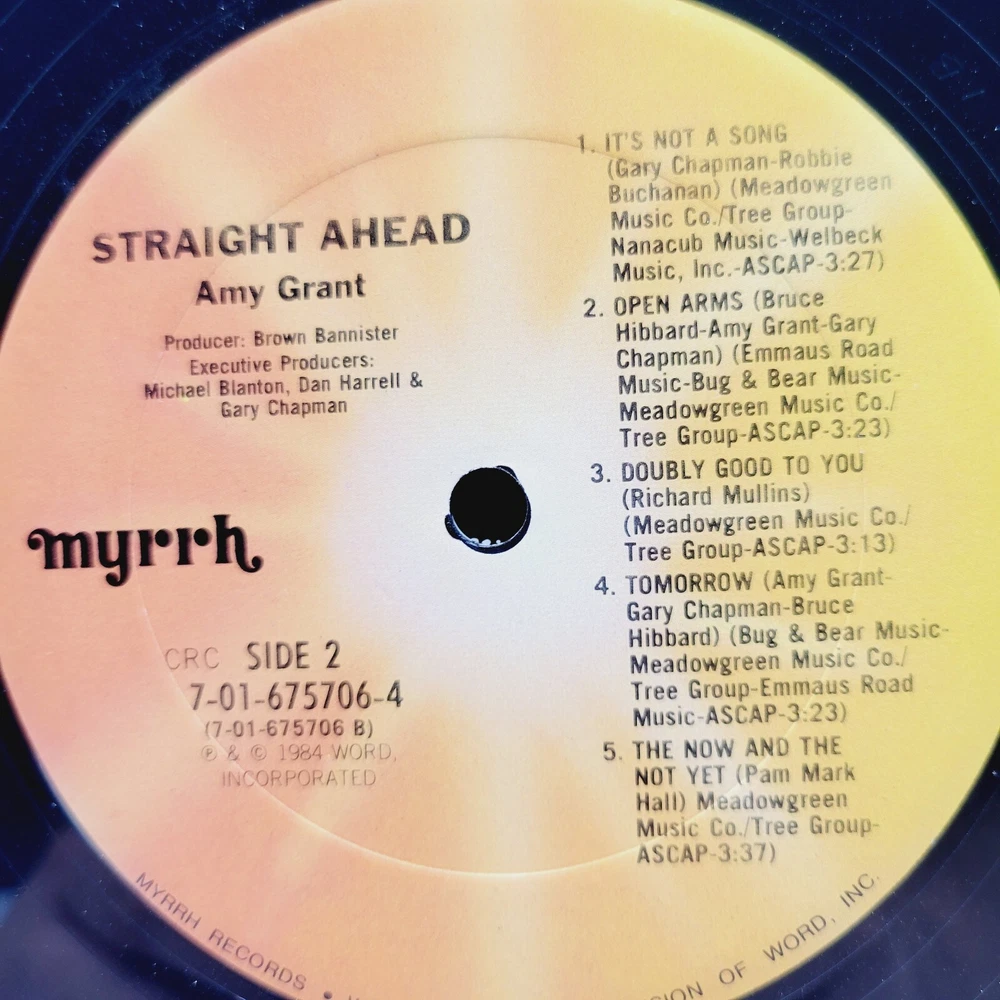 STRAIGHT AHEAD
Amy Grant
Producer: Brown Bannister
Executive Producers:
Michael Blanton, Dan Harrell &
Gary Chapman
myrrh
CRC SIDE 2
7-01-675706-4
(7-01-675706 B)
℗ & © 1984 WORD,
INCORPORATED
1. IT'S NOT A SONG
(Gary Chapman-Robbie
Buchanan) (Meadowgreen
Music Co./Tree Group-
Nanacub Music-Welbeck
Music, Inc.-ASCAP-3:27)
2. OPEN ARMS (Bruce
Hibbard-Amy Grant-Gary
Chapman) (Emmaus Road
Music-Bug & Bear Music-
Meadowgreen Music Co./
Tree Group-ASCAP-3:23)
3. DOUBLY GOOD TO YOU
(Richard Mullins)
(Meadowgreen Music Co./
Tree Group-ASCAP-3:13)
4. TOMORROW (Amy Grant-
Gary Chapman-Bruce
Hibbard) (Bug & Bear Music-
Meadowgreen Music Co./
Tree Group-Emmaus Road
Music-ASCAP-3:23)
5. THE NOW AND THE
NOT YET (Pam Mark
Hall) Meadowgreen
Music Co./Tree Group-
ASCAP-3:37)
MYRRH RECORDS •
OF WORD, INC.